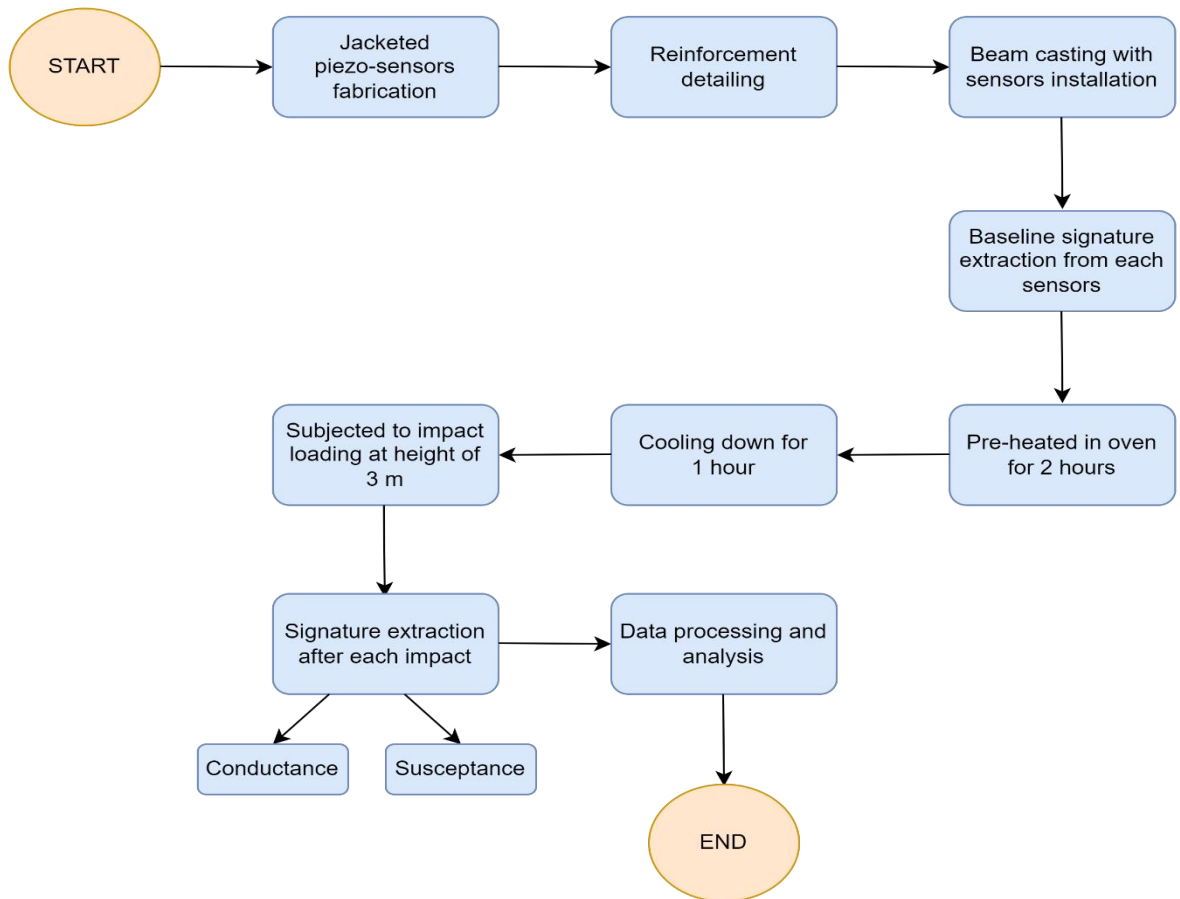 START
Jacketed
piezo-sensors
fabrication
Reinforcement
detailing
Beam casting with
sensors installation
Baseline signature
extraction from each
sensors
Pre-heated in oven
for 2 hours
Cooling down for
1 hour
Subjected to impact
loading at height of
3 m
Signature extraction
after each impact
Data processing and
analysis
Conductance
Susceptance
END